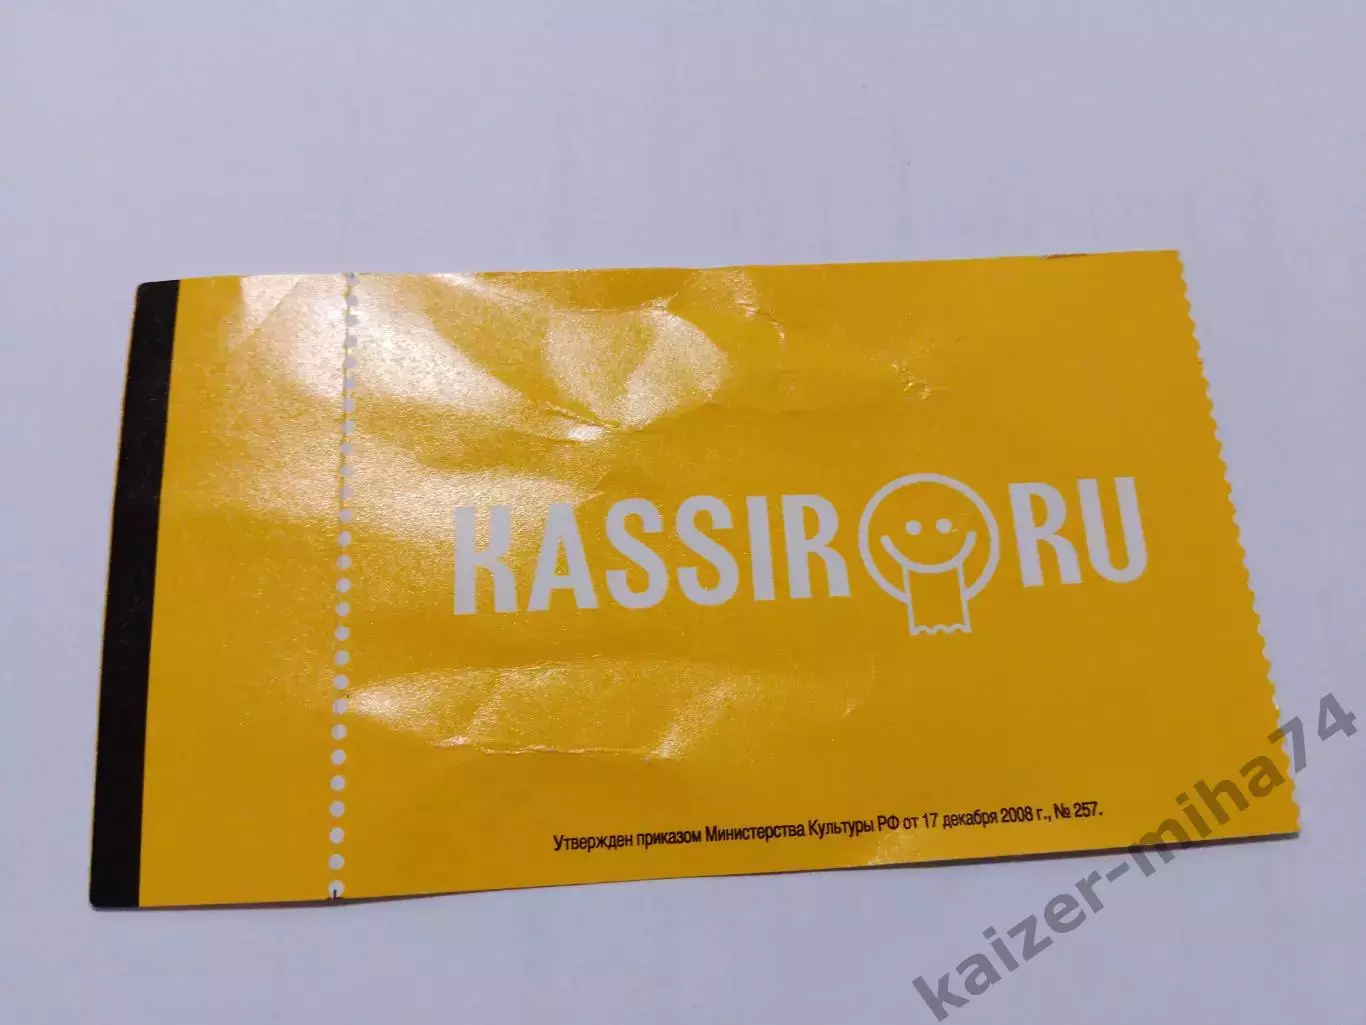 KASSIR RU
Утвержден приказом Министерства Культуры РФ от 17 декабря 2008 г., № 257.
kaizer-miha74